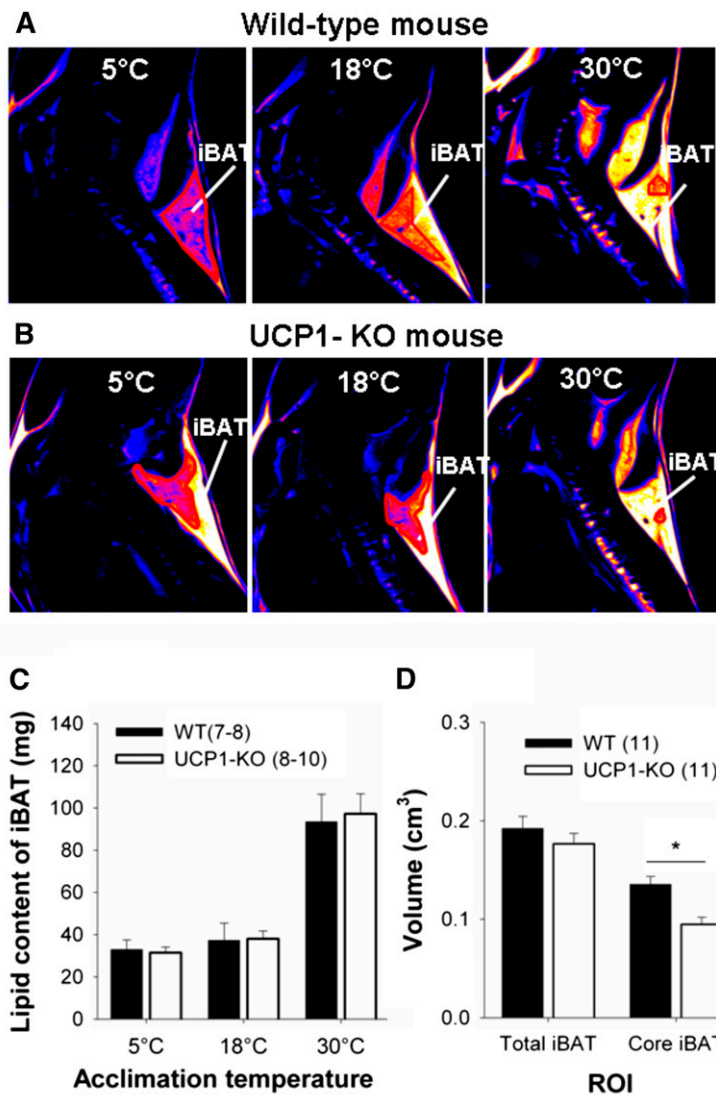 A Wild-type mouse
5°C 18°C 30°C
iBAT iBAT iBAT
B UCP1- KO mouse
5°C 18°C 30°C
iBAT iBAT iBAT
C
Lipid content of iBAT (mg)
140
120
100
80
60
40
20
0
WT(7-8)
UCP1-KO (8-10)
5°C 18°C 30°C
Acclimation temperature
D
Volume (cm³)
0.3
0.2
0.1
0.0
WT (11)
UCP1-KO (11)
*
Total iBAT Core iBAT
ROI